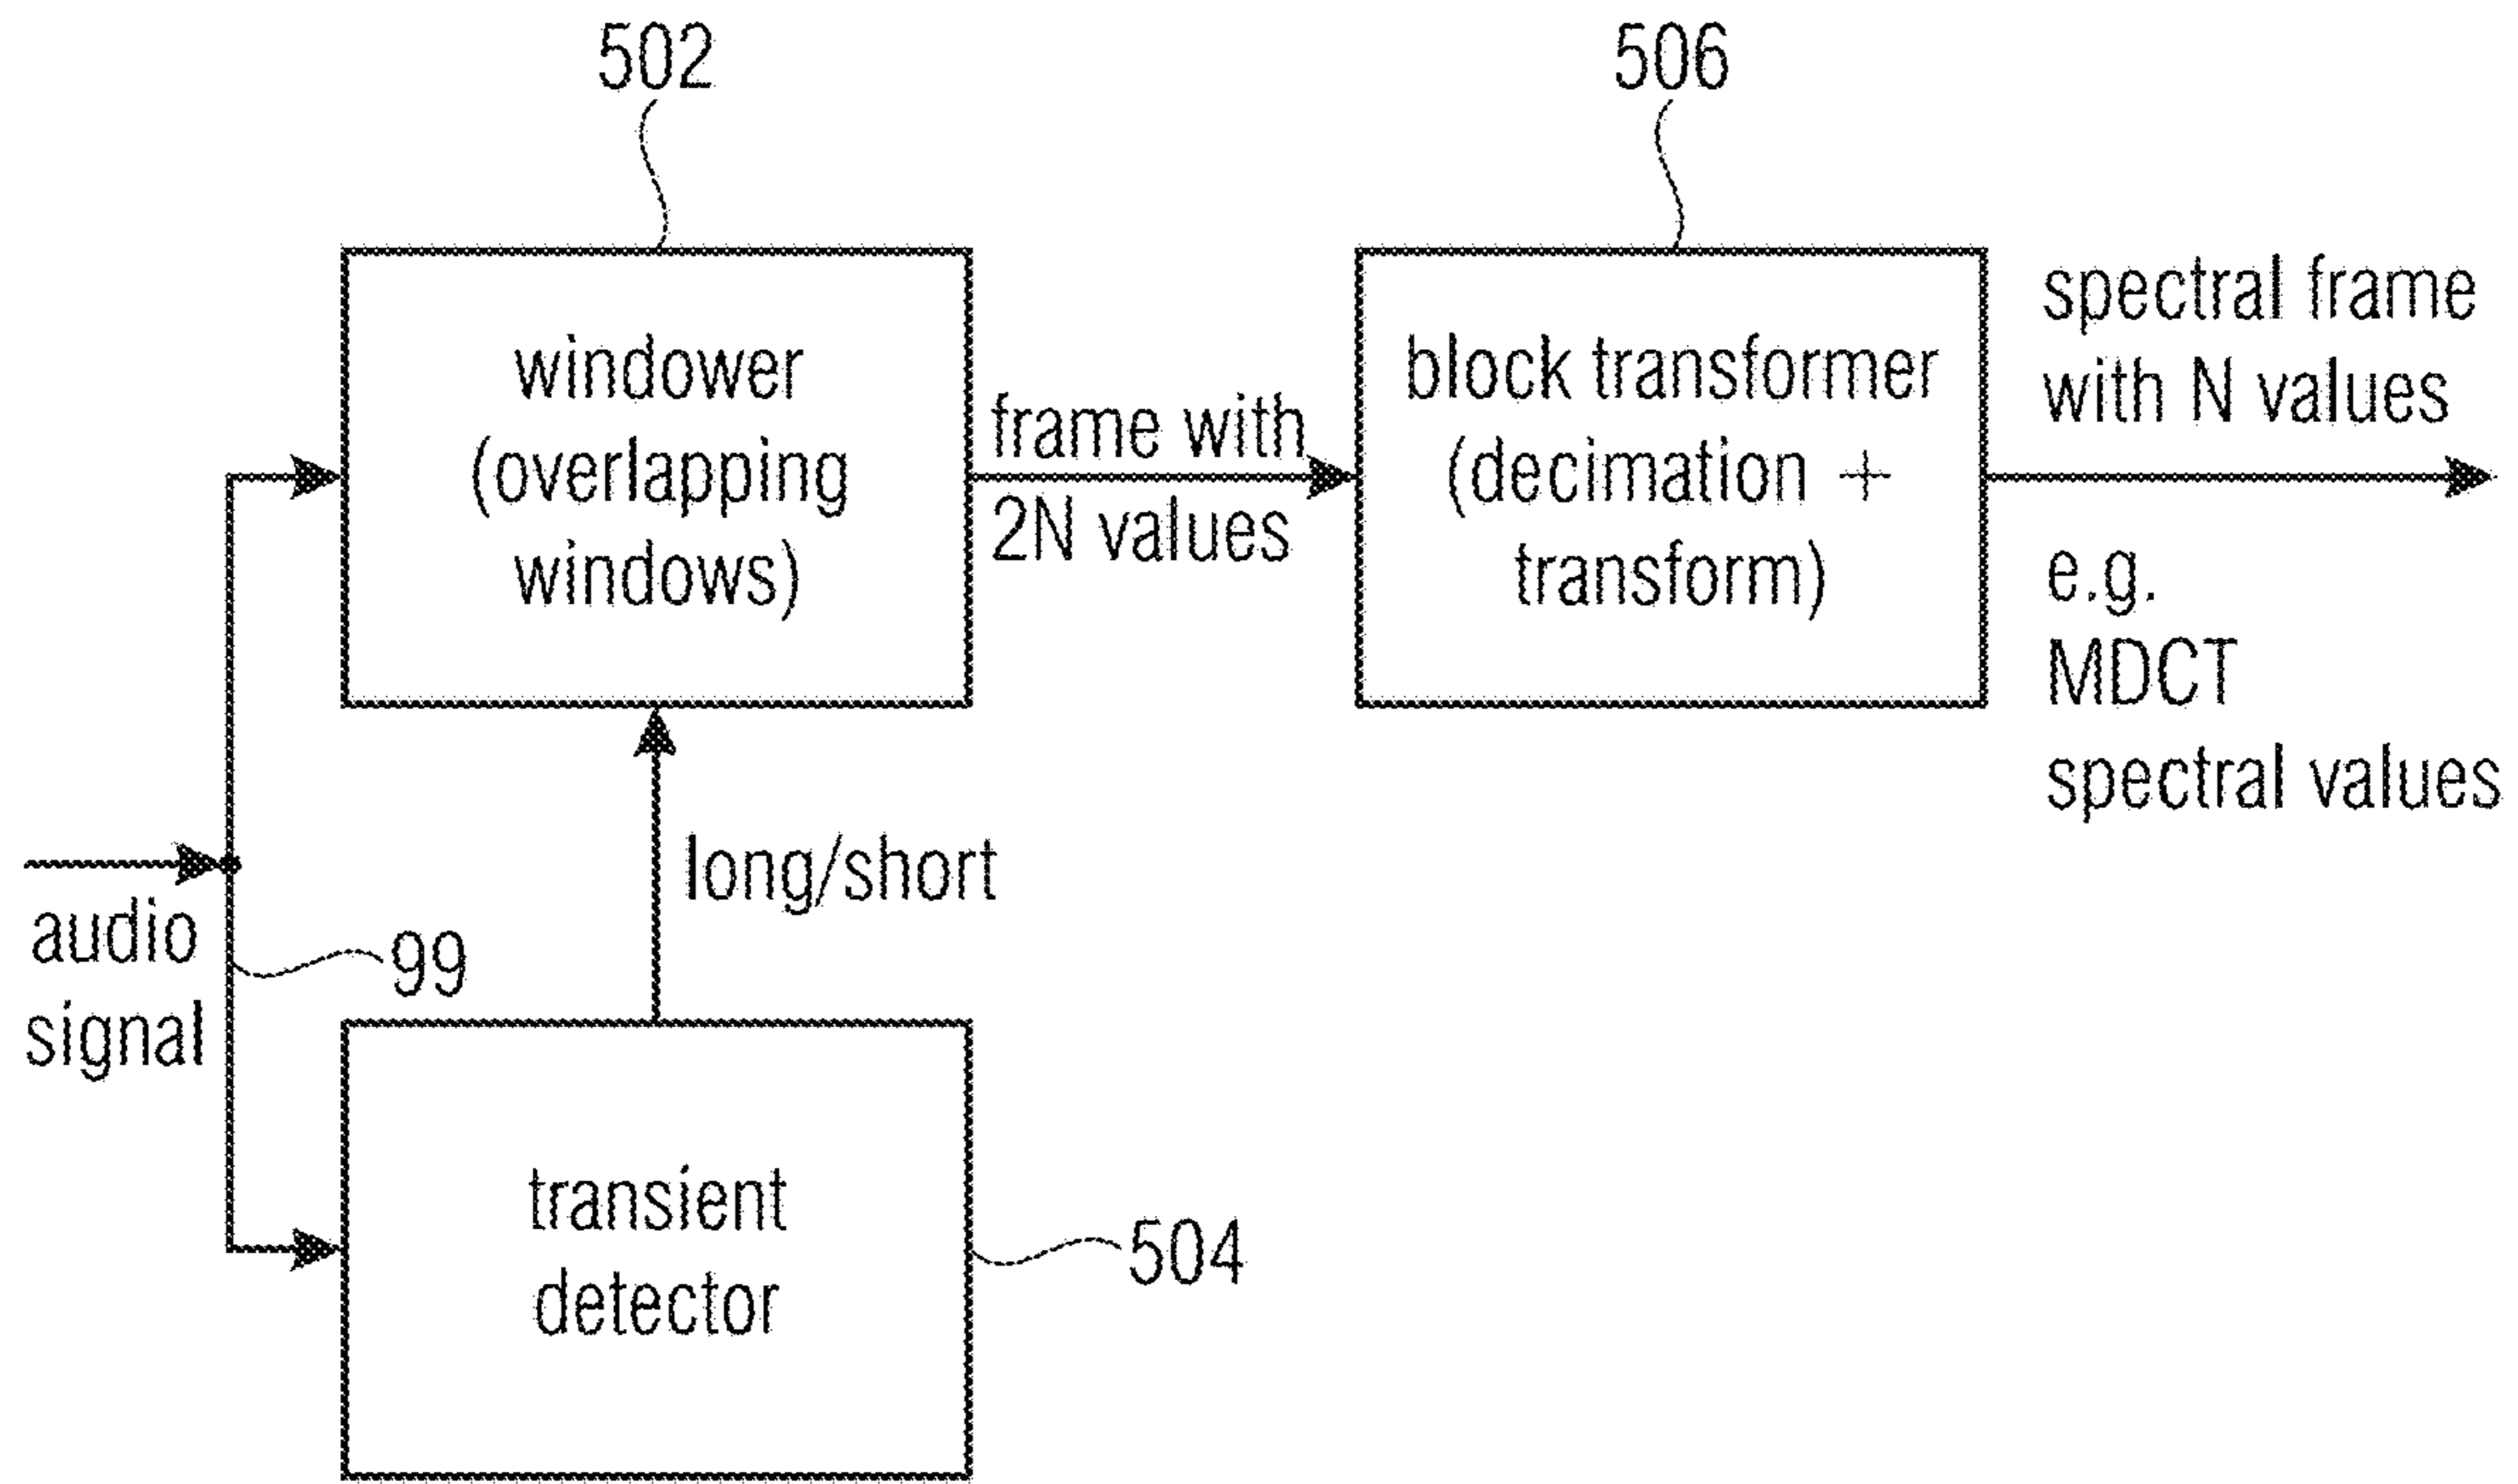 502
506
windower
(overlapping
windows)
frame with
2N values
block transformer
(decimation +
transform)
spectral frame
with N values
e.g.
MDCT
spectral values
long/short
audio
signal
99
transient
detector
504